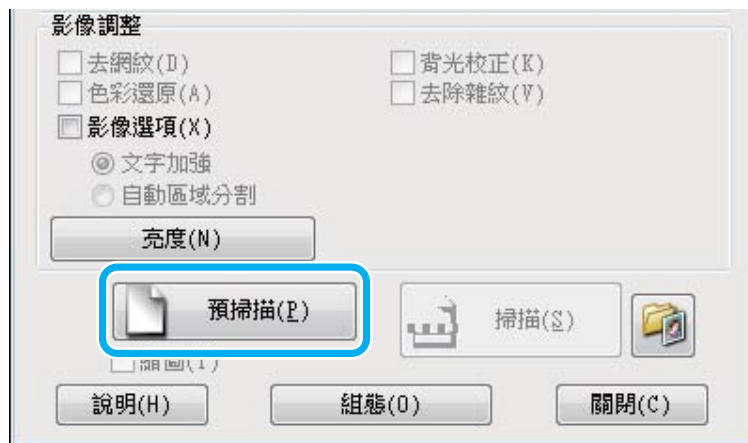 影像調整
去網紋(D) 背光校正(K)
色彩還原(A) 去除雜紋(V)
影像選項(X)
文字加強
自動區域分割
亮度(N)
預掃描(P) 掃描(S)
縮圖(T)
說明(H) 組態(O) 關閉(C)